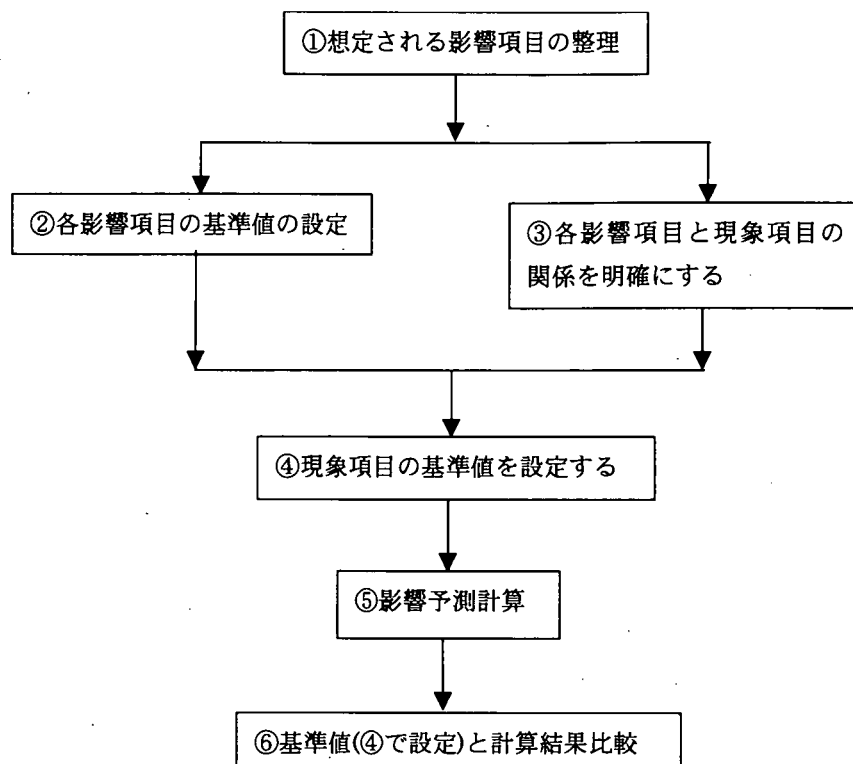 ①想定される影響項目の整理
②各影響項目の基準値の設定
③各影響項目と現象項目の
関係を明確にする
④現象項目の基準値を設定する
⑤影響予測計算
⑥基準値(④で設定)と計算結果比較